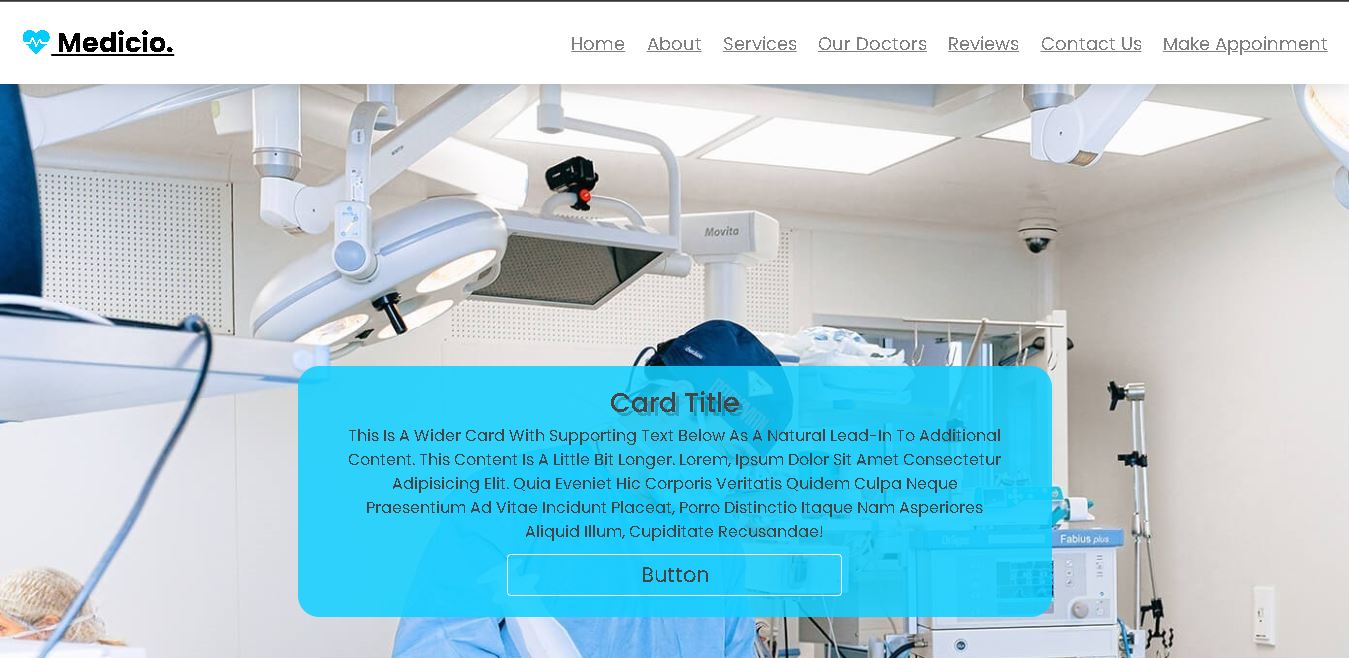 Medicio.
Home About Services Our Doctors Reviews Contact Us Make Appoinment
Movita
Card Title
This Is A Wider Card With Supporting Text Below As A Natural Lead-In To Additional
Content. This Content Is A Little Bit Longer. Lorem, Ipsum Dolor Sit Amet Consectetur
Adipisicing Elit. Quia Eveniet Hic Corporis Veritatis Quidem Culpa Neque
Praesentium Ad Vitae Incidunt Placeat, Porro Distinctio Itaque Nam Asperiores
Aliquid Illum, Cupiditate Recusandae!
Fabius plus
Button